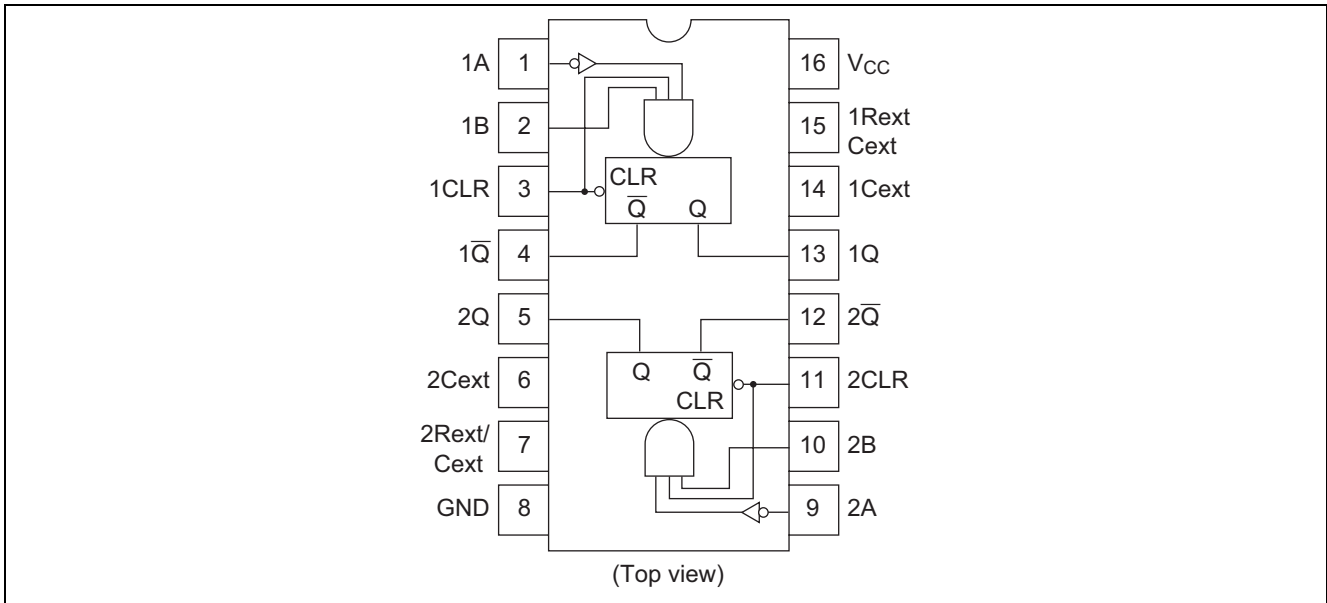 1A 1 16 VCC
1B 2 15 1Rext
Cext
1CLR 3 CLR 14 1Cext
Q̅ Q
1Q̅ 4 13 1Q
2Q 5 12 2Q̅
Q Q̅
2Cext 6 11 2CLR
CLR
2Rext/
Cext 7 10 2B
GND 8 9 2A
(Top view)